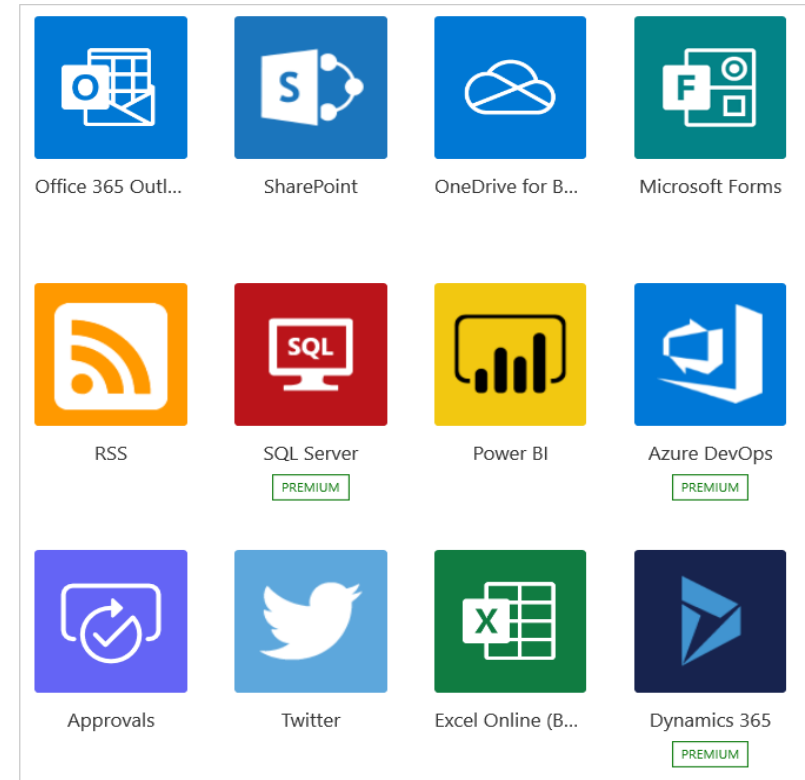 O
S
F
Office 365 Outl...
SharePoint
OneDrive for B...
Microsoft Forms
SQL
RSS
SQL Server
Power BI
Azure DevOps
PREMIUM
PREMIUM
X
Approvals
Twitter
Excel Online (B...
Dynamics 365
PREMIUM